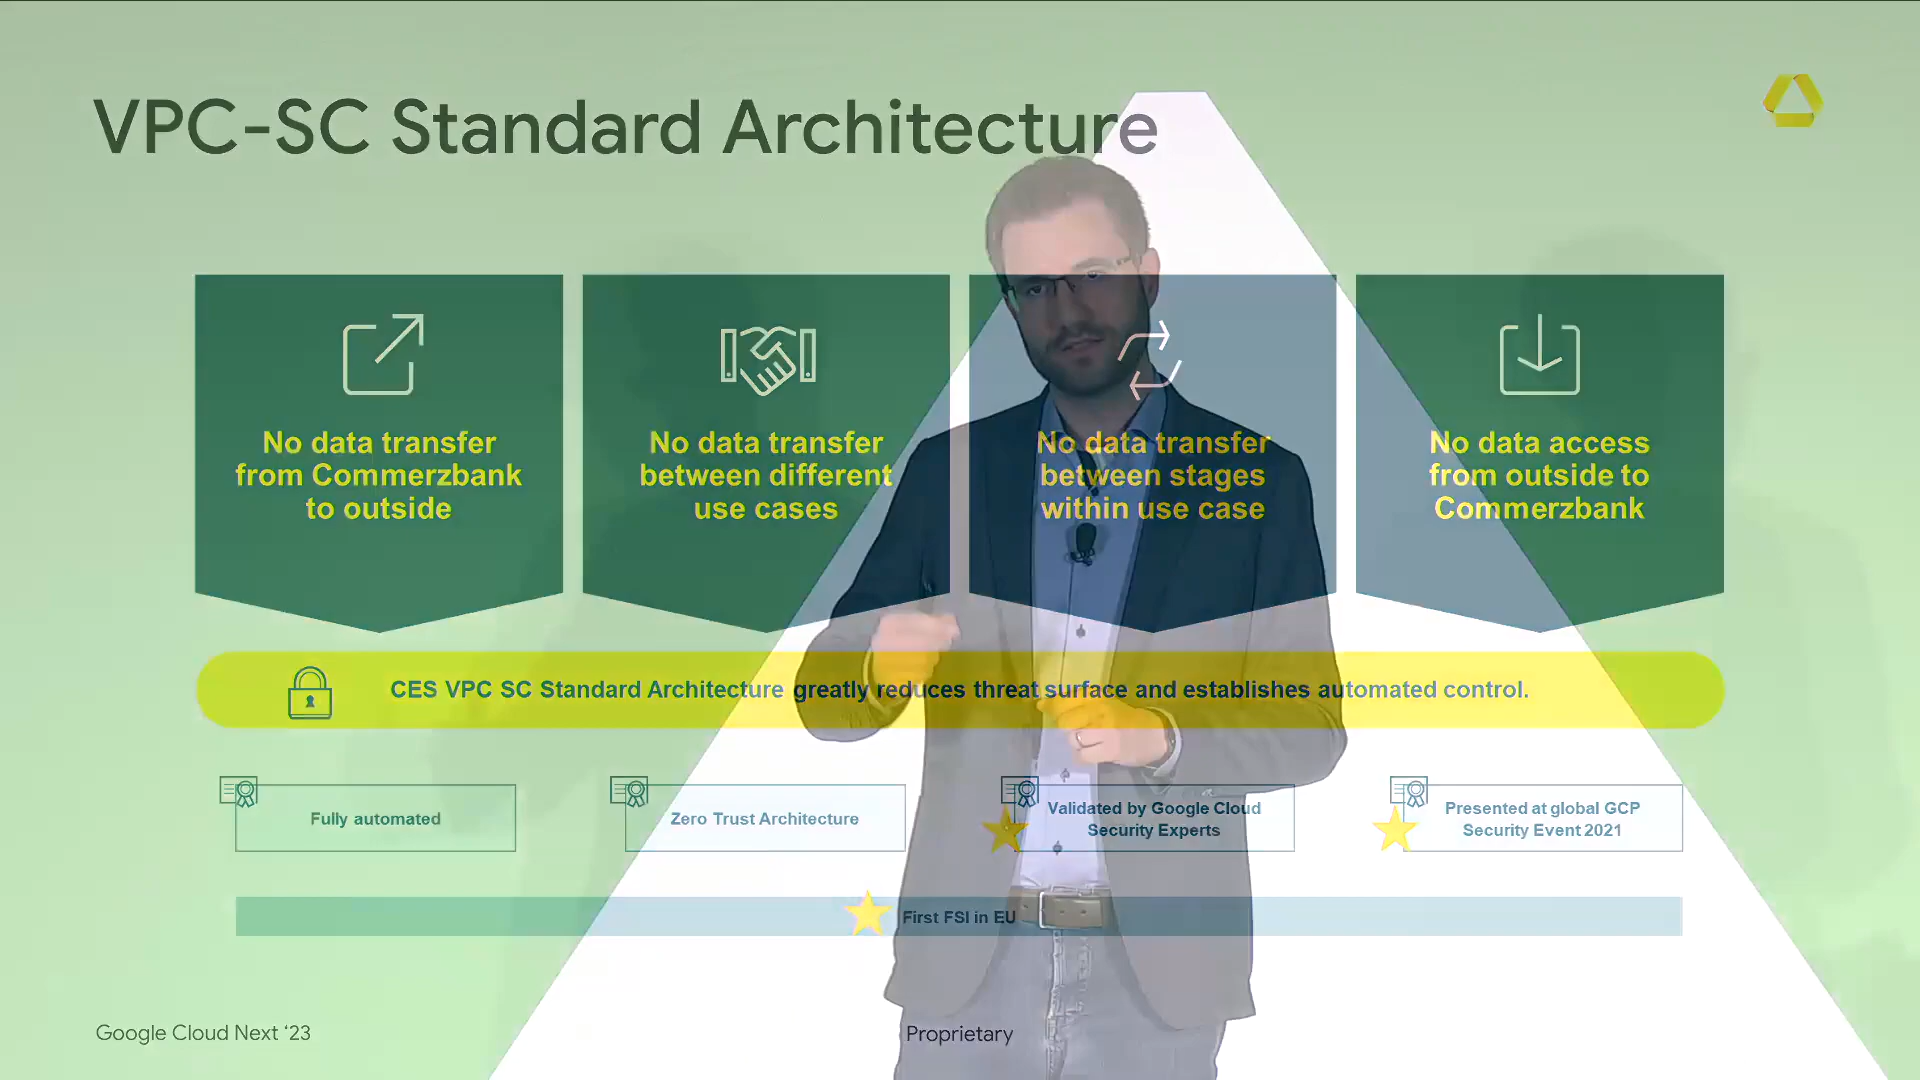 VPC-SC Standard Architecture
No data transfer
from Commerzbank
to outside
No data transfer
between different
use cases
No data transfer
between stages
within use case
No data access
from outside to
Commerzbank
CES VPC SC Standard Architecture greatly reduces threat surface and establishes automated control.
Fully automated
Zero Trust Architecture
Validated by Google Cloud
Security Experts
Presented at global GCP
Security Event 2021
First FSI in EU
Google Cloud Next ‘23
Proprietary